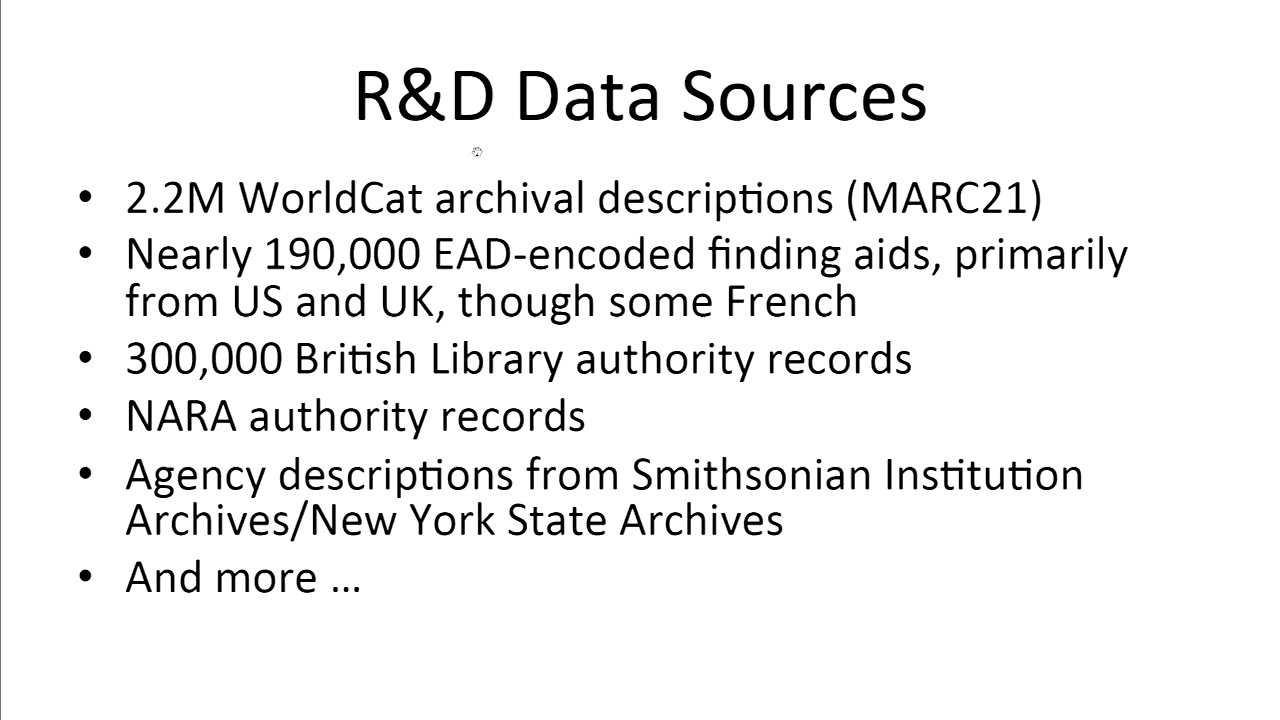 R&D Data Sources
• 2.2M WorldCat archival descriptions (MARC21)
• Nearly 190,000 EAD-encoded finding aids, primarily
from US and UK, though some French
• 300,000 British Library authority records
• NARA authority records
• Agency descriptions from Smithsonian Institution
Archives/New York State Archives
• And more …